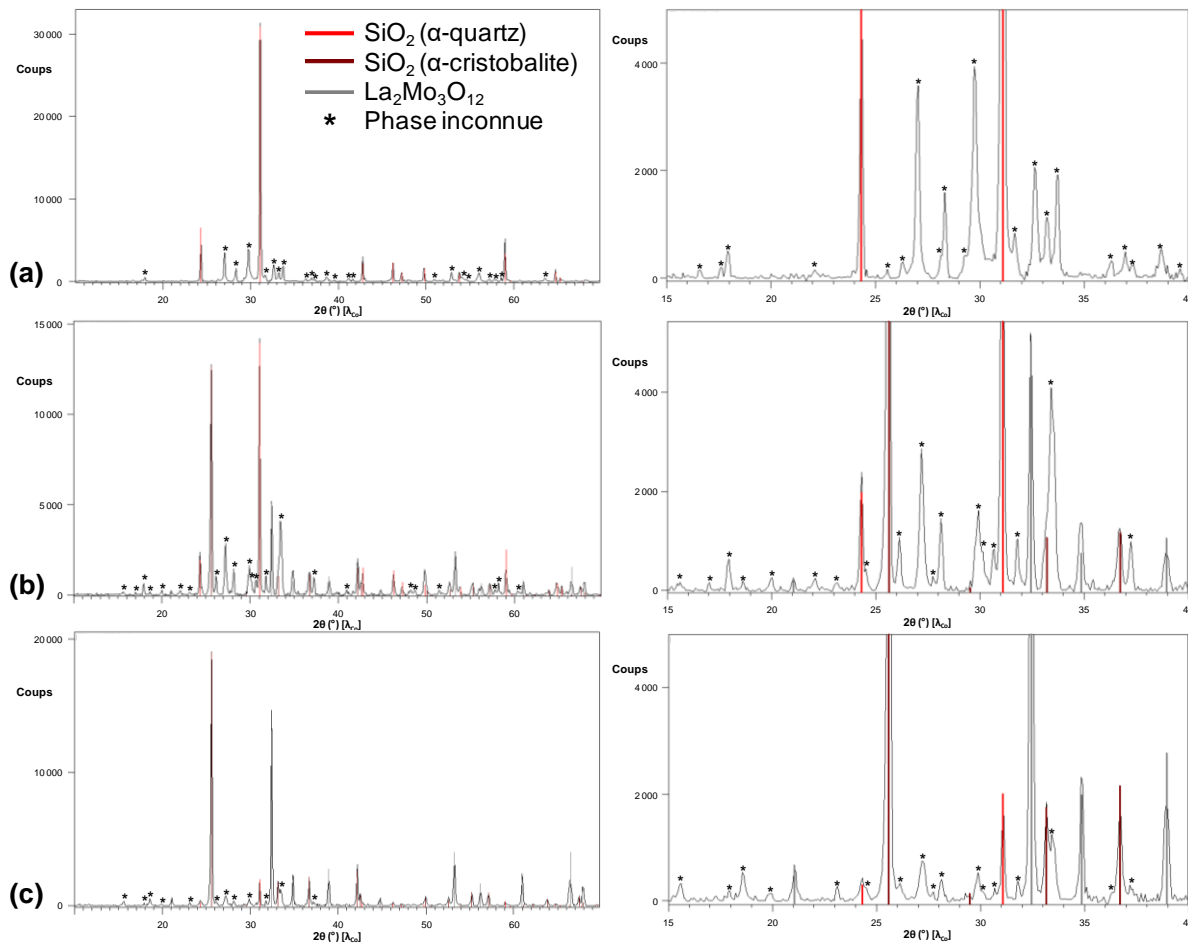 30 000
Coups
20 000
10 000
0
20
30
40
50
60
2θ (°) [λCo]
(a)
SiO2 (α-quartz)
SiO2 (α-cristobalite)
La2Mo3O12
* Phase inconnue
Coups
4 000
2 000
0
15
20
25
30
35
40
2θ (°) [λCo]
15 000
Coups
10 000
5 000
0
20
30
40
50
60
2θ (°) [λCo]
(b)
Coups
4 000
2 000
0
15
20
25
30
35
40
2θ (°) [λCo]
20 000
Coups
10 000
0
20
30
40
50
60
2θ (°) [λCo]
(c)
Coups
4 000
2 000
0
15
20
25
30
35
40
2θ (°) [λCo]